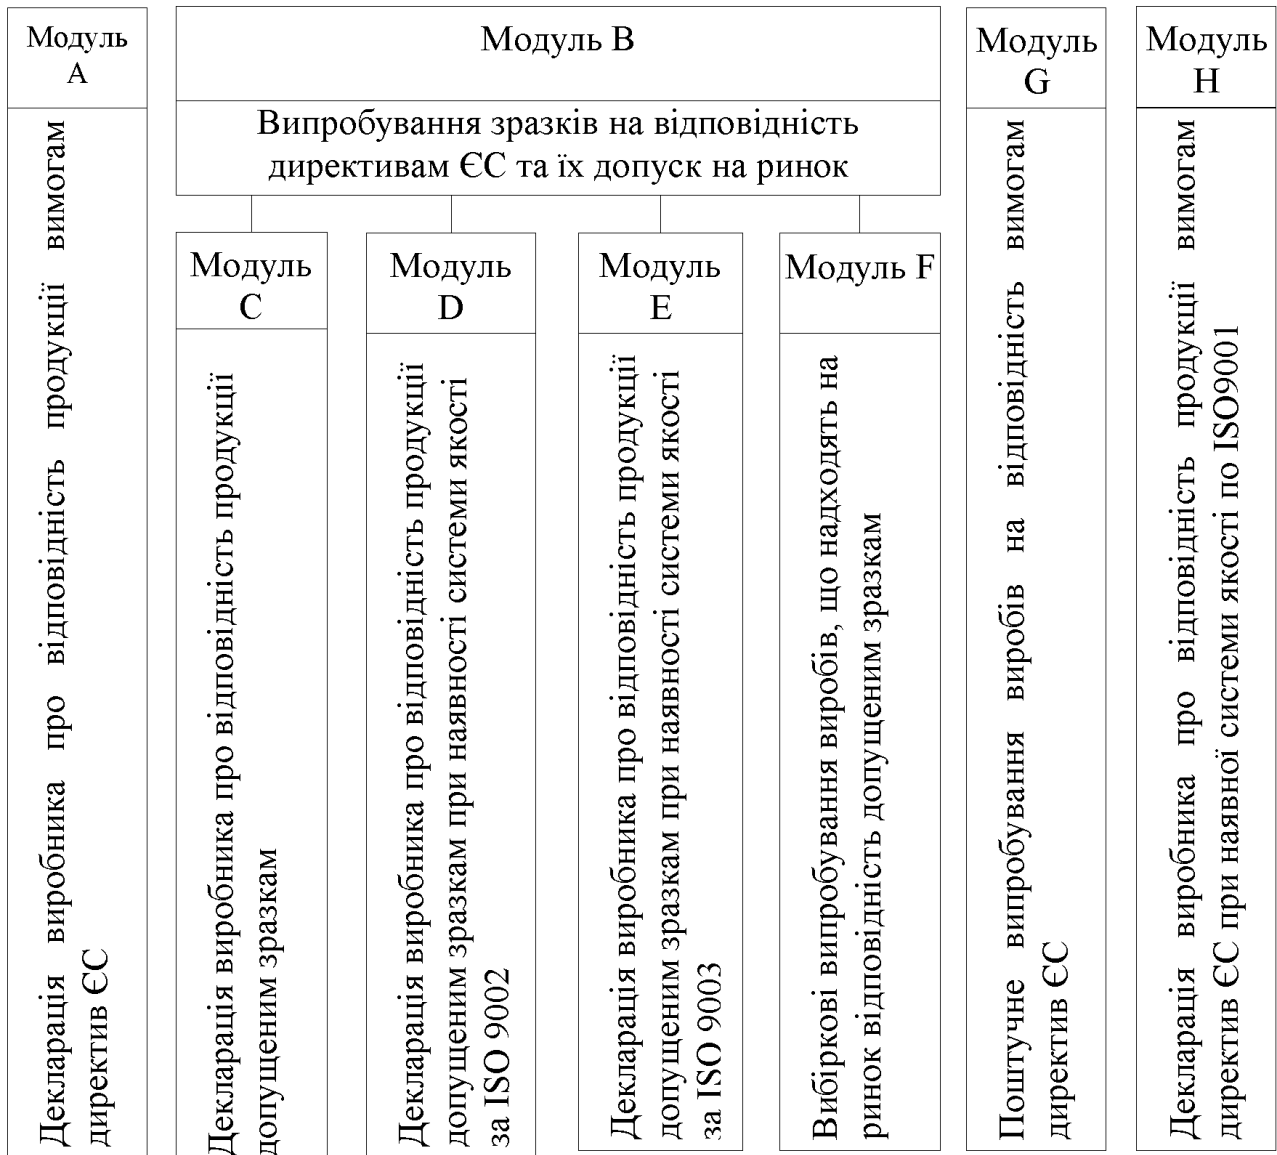 Модуль
А
Декларація виробника про відповідність продукції вимогам
директив ЄС
Модуль В
Випробування зразків на відповідність
директивам ЄС та їх допуск на ринок
Модуль
С
Декларація виробника про відповідність продукції
допущеним зразкам
Модуль
D
Декларація виробника про відповідність продукції
допущеним зразкам при наявності системи якості
за ISO 9002
Модуль
Е
Декларація виробника про відповідність продукції
допущеним зразкам при наявності системи якості
за ISO 9003
Модуль F
Вибіркові випробування виробів, що надходять на
ринок відповідність допущеним зразкам
Модуль
G
Поштучне випробування виробів на відповідність вимогам
директив ЄС
Модуль
Н
Декларація виробника про відповідність продукції вимогам
директив ЄС при наявної системи якості по ISO9001